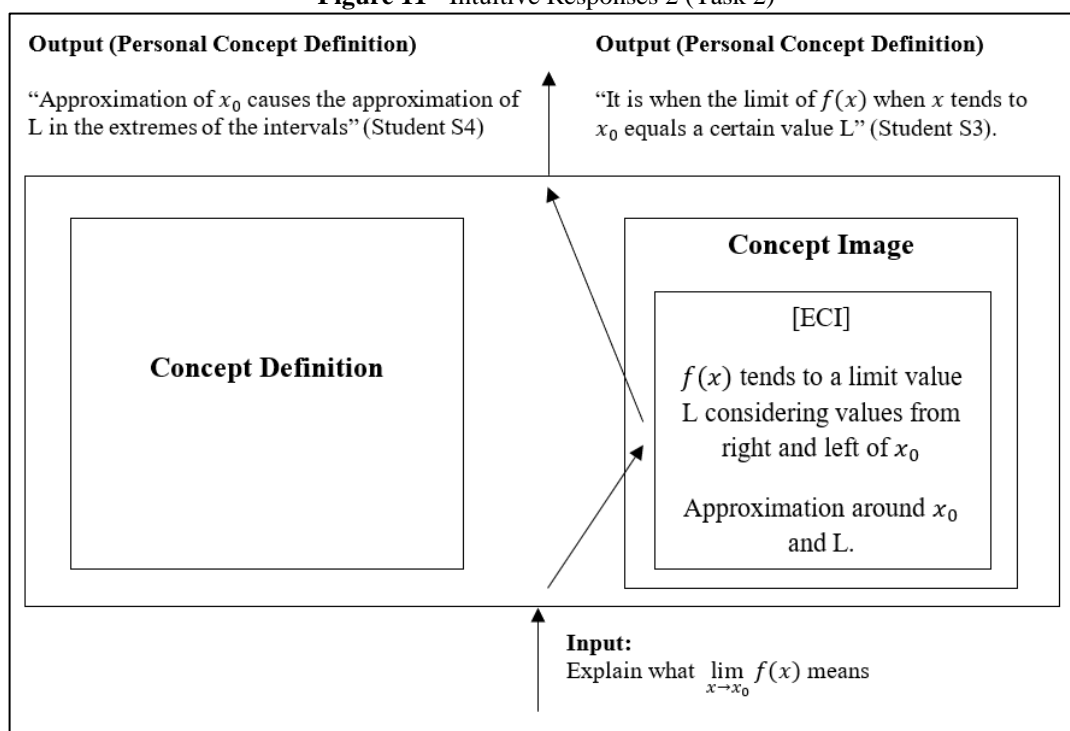 Figure 11 - Intuitive Responses 2 (Task 2)
Output (Personal Concept Definition)
“Approximation of x₀ causes the approximation of
L in the extremes of the intervals” (Student S4)
Output (Personal Concept Definition)
“It is when the limit of f(x) when x tends to
x₀ equals a certain value L” (Student S3).
Concept Definition
Concept Image
[ECI]
f(x) tends to a limit value
L considering values from
right and left of x₀
Approximation around x₀
and L.
Input:
Explain what lim f(x) means
x→x₀